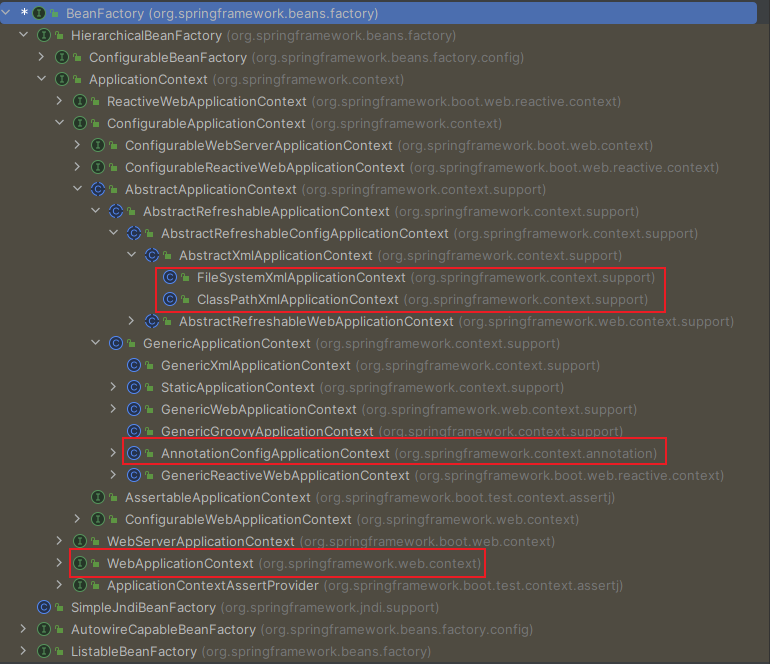 * BeanFactory (org.springframework.beans.factory)
HierarchicalBeanFactory (org.springframework.beans.factory)
ConfigurableBeanFactory (org.springframework.beans.factory.config)
ApplicationContext (org.springframework.context)
ReactiveWebApplicationContext (org.springframework.boot.web.reactive.context)
ConfigurableApplicationContext (org.springframework.context)
ConfigurableWebServerApplicationContext (org.springframework.boot.web.context)
ConfigurableReactiveWebApplicationContext (org.springframework.boot.web.reactive.context)
AbstractApplicationContext (org.springframework.context.support)
AbstractRefreshableApplicationContext (org.springframework.context.support)
AbstractRefreshableConfigApplicationContext (org.springframework.context.support)
AbstractXmlApplicationContext (org.springframework.context.support)
FileSystemXmlApplicationContext (org.springframework.context.support)
ClassPathXmlApplicationContext (org.springframework.context.support)
AbstractRefreshableWebApplicationContext (org.springframework.web.context.support)
GenericApplicationContext (org.springframework.context.support)
GenericXmlApplicationContext (org.springframework.context.support)
StaticApplicationContext (org.springframework.context.support)
GenericWebApplicationContext (org.springframework.web.context.support)
GenericGroovyApplicationContext (org.springframework.context.support)
AnnotationConfigApplicationContext (org.springframework.context.annotation)
GenericReactiveWebApplicationContext (org.springframework.boot.web.reactive.context)
AssertableApplicationContext (org.springframework.boot.test.context.assertj)
ConfigurableWebApplicationContext (org.springframework.web.context)
WebServerApplicationContext (org.springframework.boot.web.context)
WebApplicationContext (org.springframework.web.context)
ApplicationContextAssertProvider (org.springframework.boot.test.context.assertj)
SimpleJndiBeanFactory (org.springframework.jndi.support)
AutowireCapableBeanFactory (org.springframework.beans.factory.config)
ListableBeanFactory (org.springframework.beans.factory)